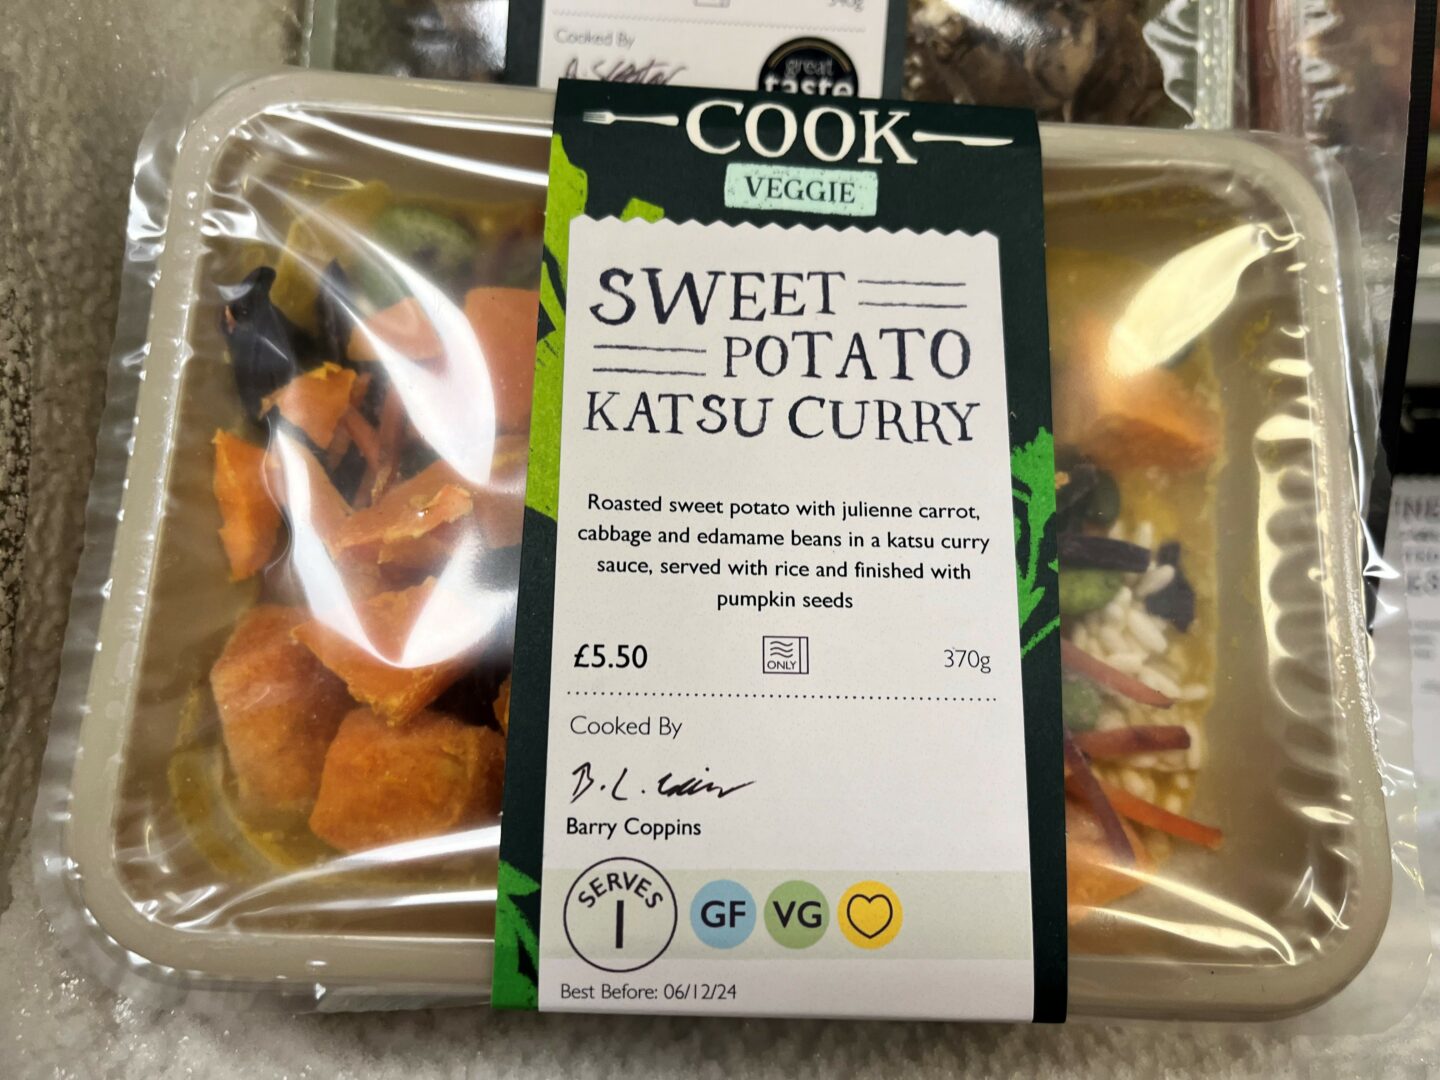 Cooked By
great
taste
COOK
VEGGIE
SWEET
POTATO
KATSU CURRY
Roasted sweet potato with julienne carrot,
cabbage and edamame beans in a katsu curry
sauce, served with rice and finished with
pumpkin seeds
£5.50
ONLY
370g
Cooked By
Barry Coppins
SERVES
1
GF
VG
Best Before: 06/12/24